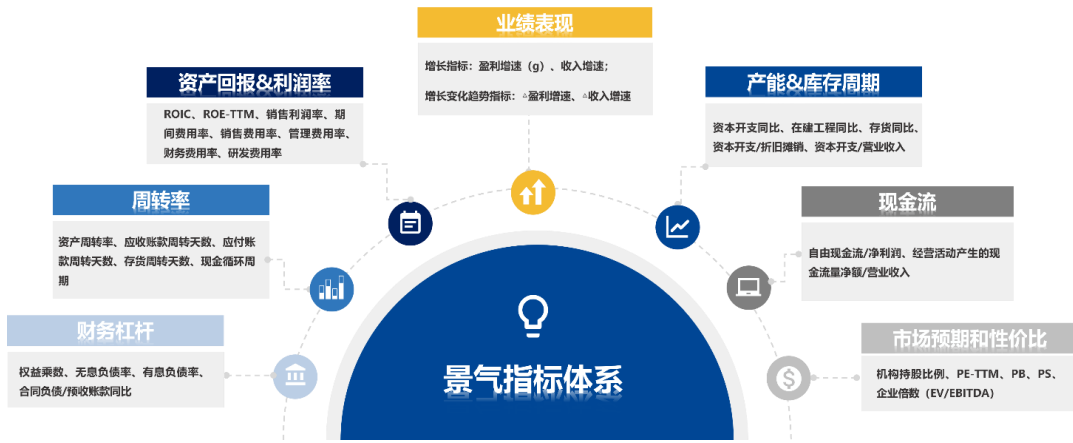 业绩表现
增长指标：盈利增速（g）、收入增速；
增长变化趋势指标：△盈利增速、△收入增速
资产回报&利润率
ROIC、ROE-TTM、销售利润率、期
间费用率、销售费用率、管理费用率、
财务费用率、研发费用率
产能&库存周期
资本开支同比、在建工程同比、存货同比、
资本开支/折旧摊销、资本开支/营业收入
周转率
资产周转率、应收账款周转天数、应付账
款周转天数、存货周转天数、现金循环周
期
现金流
自由现金流/净利润、经营活动产生的现
金流量净额/营业收入
财务杠杆
权益乘数、无息负债率、有息负债率、
合同负债/预收账款同比
市场预期和性价比
机构持股比例、PE-TTM、PB、PS、
企业倍数（EV/EBITDA）
景气指标体系